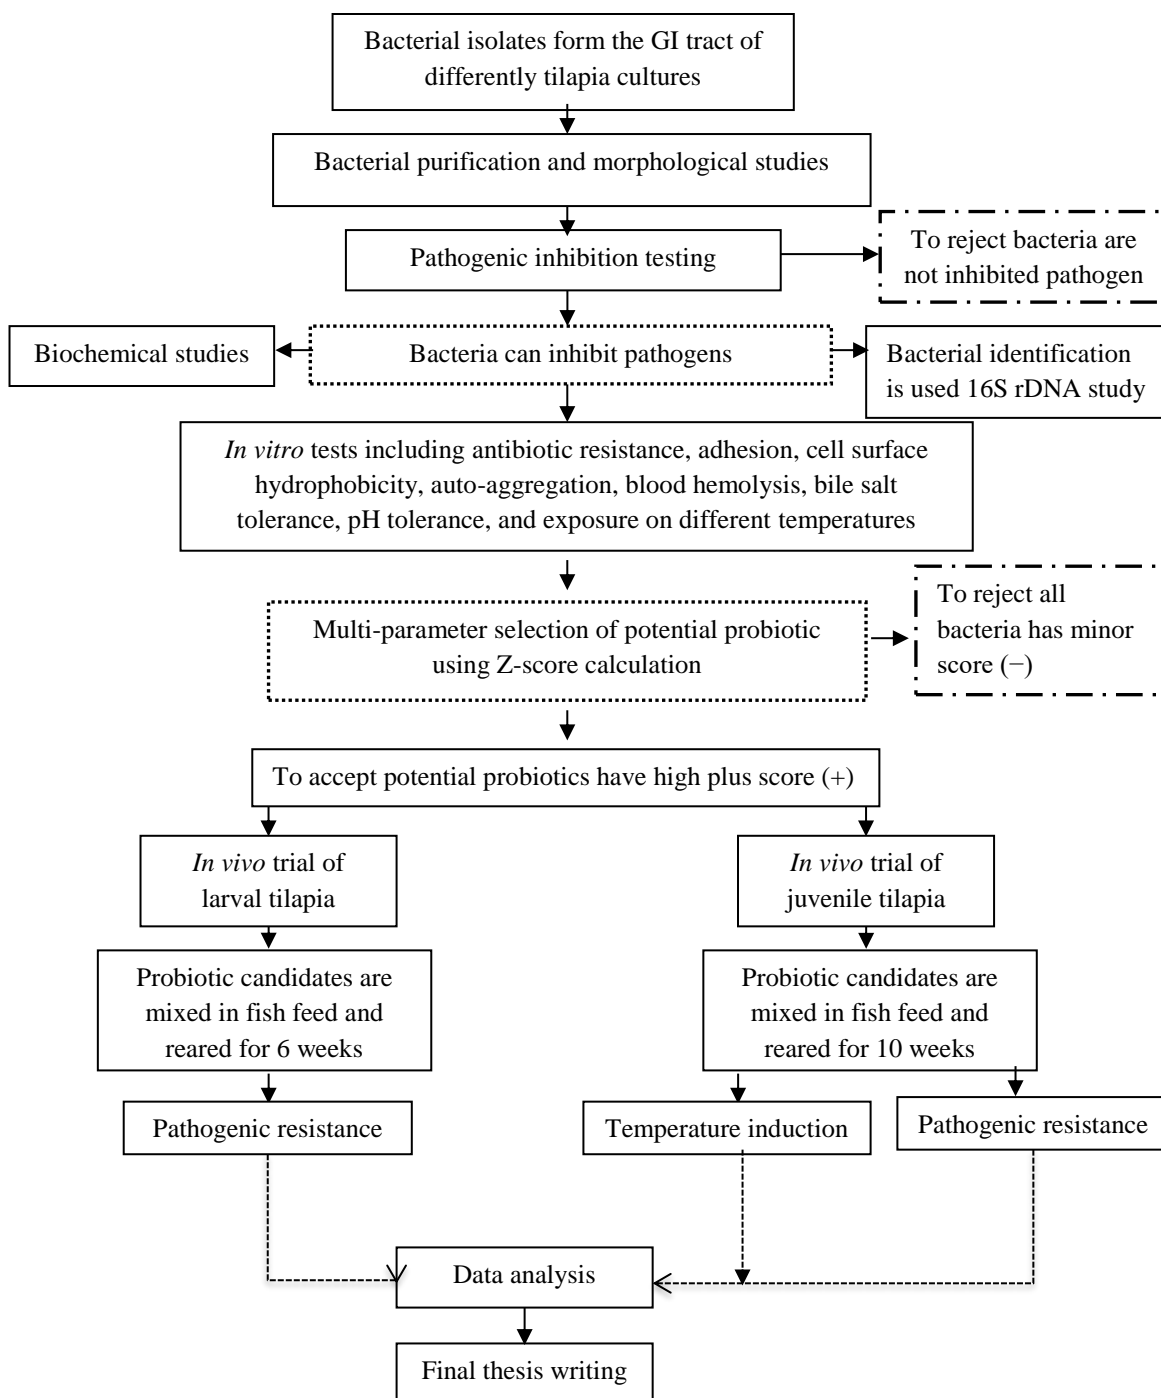 Bacterial isolates form the GI tract of
differently tilapia cultures
Bacterial purification and morphological studies
Pathogenic inhibition testing
To reject bacteria are
not inhibited pathogen
Biochemical studies
Bacteria can inhibit pathogens
Bacterial identification
is used 16S rDNA study
In vitro tests including antibiotic resistance, adhesion, cell surface
hydrophobicity, auto-aggregation, blood hemolysis, bile salt
tolerance, pH tolerance, and exposure on different temperatures
Multi-parameter selection of potential probiotic
using Z-score calculation
To reject all
bacteria has minor
score (−)
To accept potential probiotics have high plus score (+)
In vivo trial of
larval tilapia
In vivo trial of
juvenile tilapia
Probiotic candidates are
mixed in fish feed and
reared for 6 weeks
Probiotic candidates are
mixed in fish feed and
reared for 10 weeks
Pathogenic resistance
Temperature induction
Pathogenic resistance
Data analysis
Final thesis writing